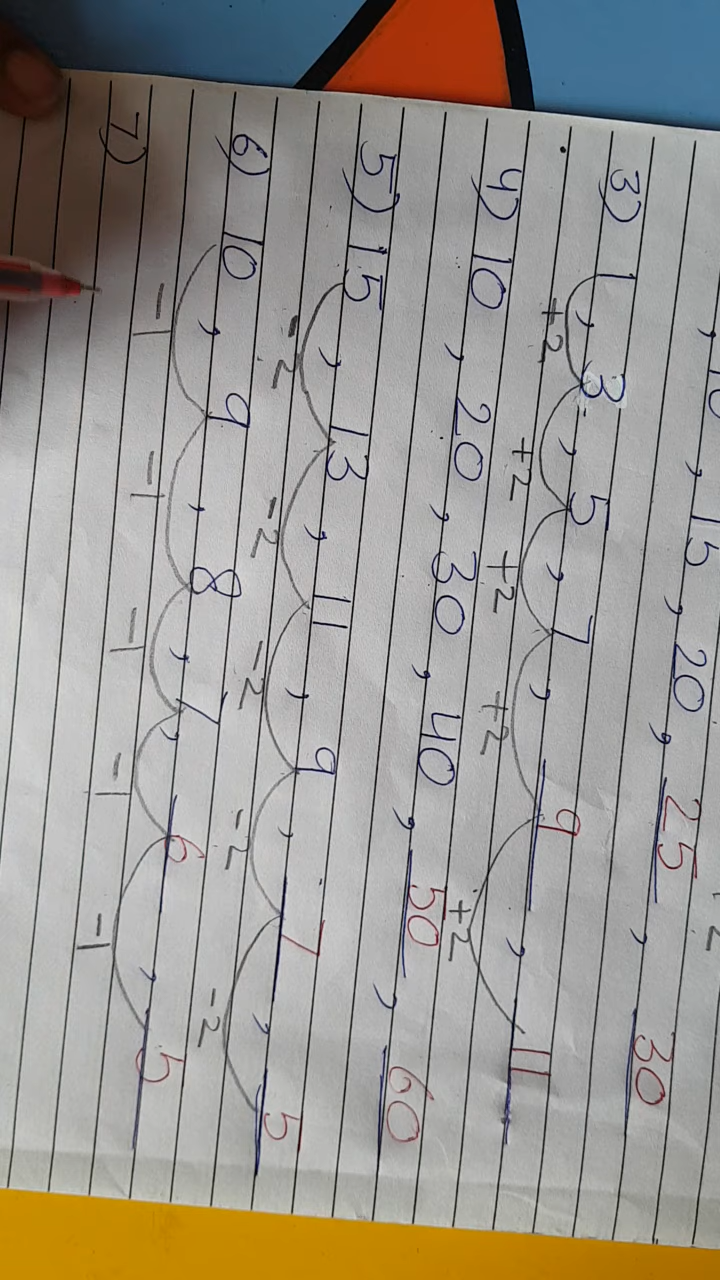 +2
, 10 , 15 , 20 , 25 , 30
3) 1 , 3 , 5 , 7 , 9 , 11
+2 +2 +2 +2 +2
4) 10 , 20 , 30 , 40 , 50 , 60
5) 15 , 13 , 11 , 9 , 7 , 5
-2 -2 -2 -2 -2
6) 10 , 9 , 8 , 7 , 6 , 5
-1 -1 -1 -1 -1
7)